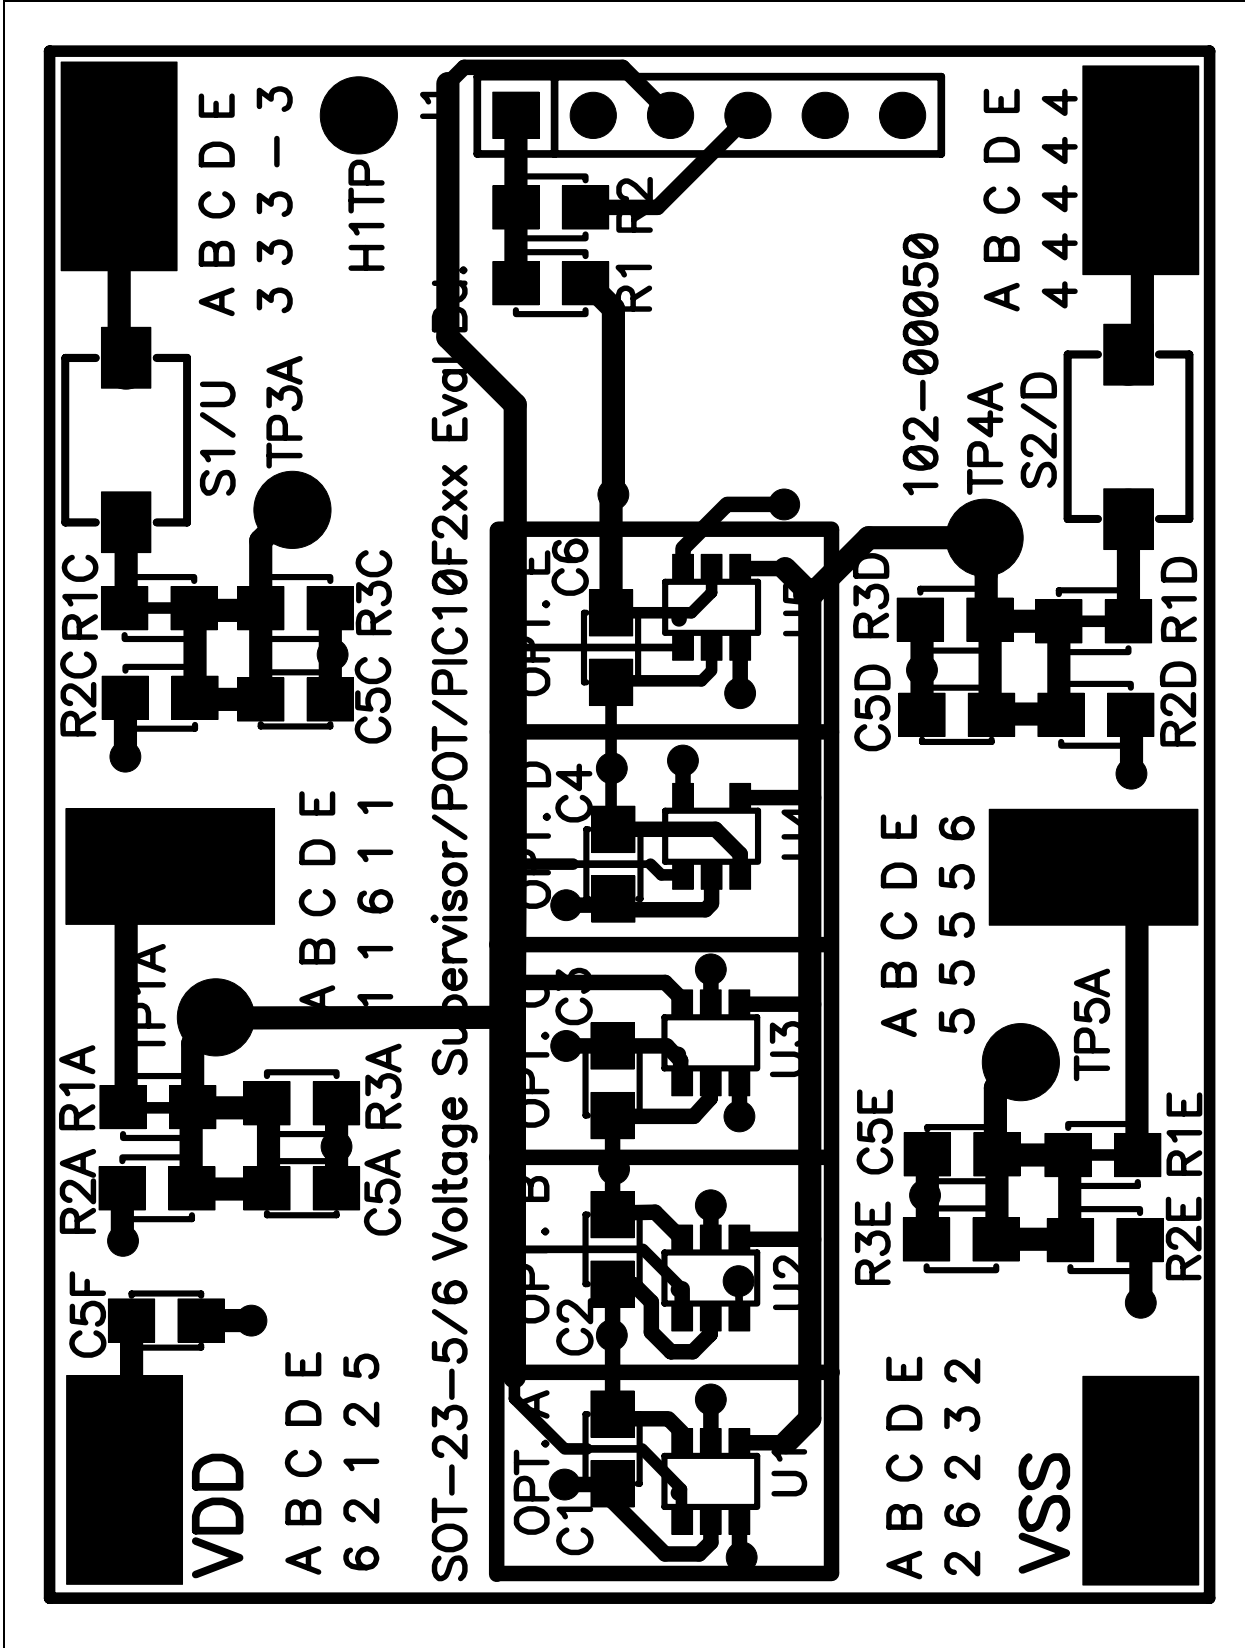 C5F
R2A R1A
R2C R1C
TP1A
VDD
S1/U
A B C D E
3 3 3 - 3
A B C D E
6 2 1 2 5
A B C D E
1 1 6 1 1
TP3A
H1TP
C5A R3A
C5C R3C
J1
SOT-23-5/6 Voltage Supervisor/POT/PIC10F2xx Eval Bd.
OPT. A
OPT. B
OPT. C
OPT. D
OPT. E
C1
C2
C3
C4
C6
R1
R2
U1
U2
U3
U4
U5
R3E C5E
C5D R3D
A B C D E
2 6 2 3 2
A B C D E
5 5 5 5 6
102-00050
TP4A
A B C D E
4 4 4 4 4
VSS
TP5A
S2/D
R2E R1E
R2D R1D